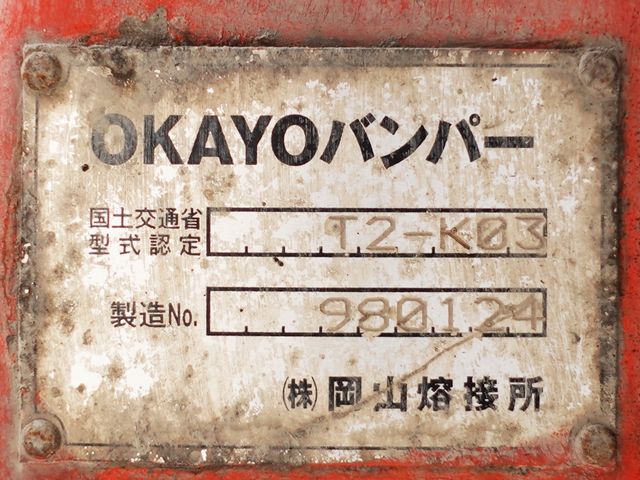 OKAYOバンパー
国土交通省
型式認定 T2-K03
製造No. 980124
㈱岡山熔接所